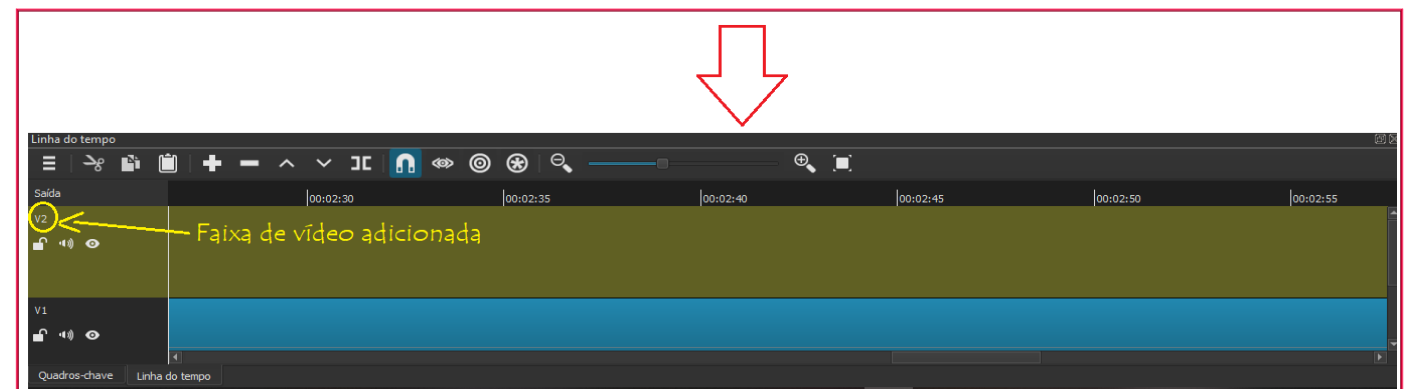 Linha do tempo
Saída
00:02:30 00:02:35 00:02:40 00:02:45 00:02:50 00:02:55
V2
Faixa de vídeo adicionada
V1
Quadros-chave Linha do tempo